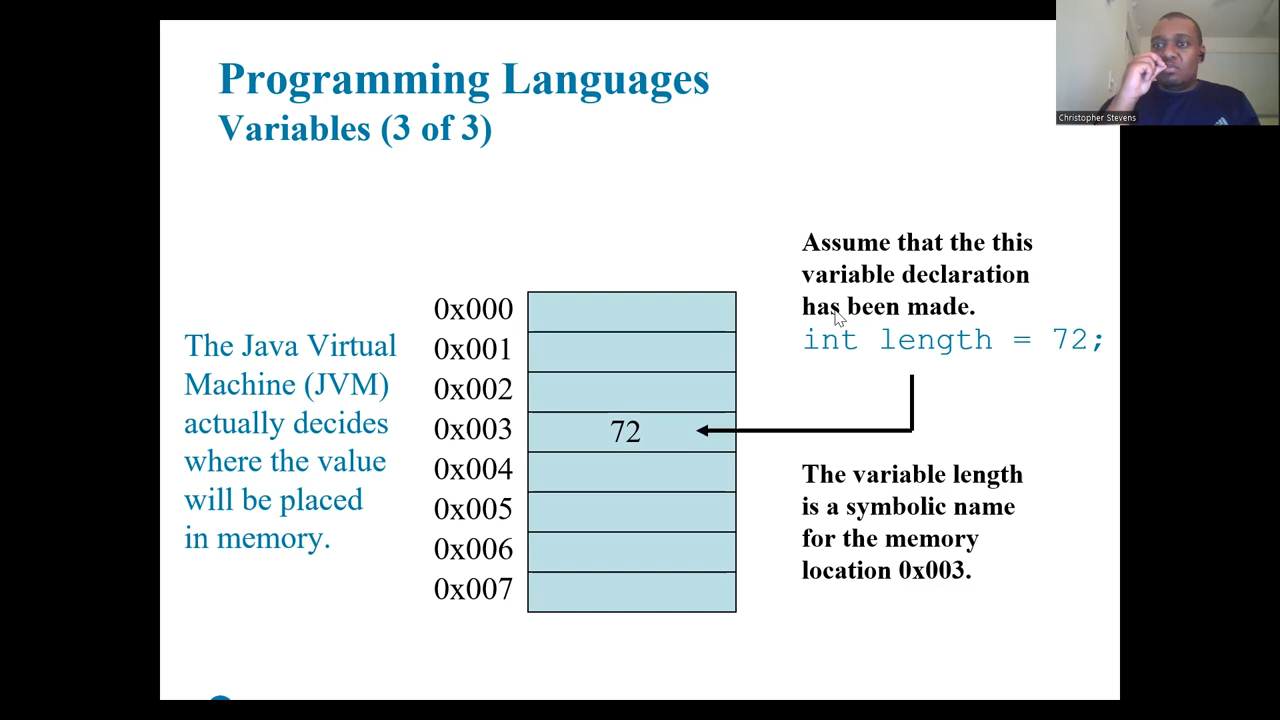 Programming Languages
Variables (3 of 3)
Christopher Stevens
Assume that the this
variable declaration
has been made.
int length = 72;
The Java Virtual
Machine (JVM)
actually decides
where the value
will be placed
in memory.
0x000
0x001
0x002
0x003 72
0x004
0x005
0x006
0x007
The variable length
is a symbolic name
for the memory
location 0x003.